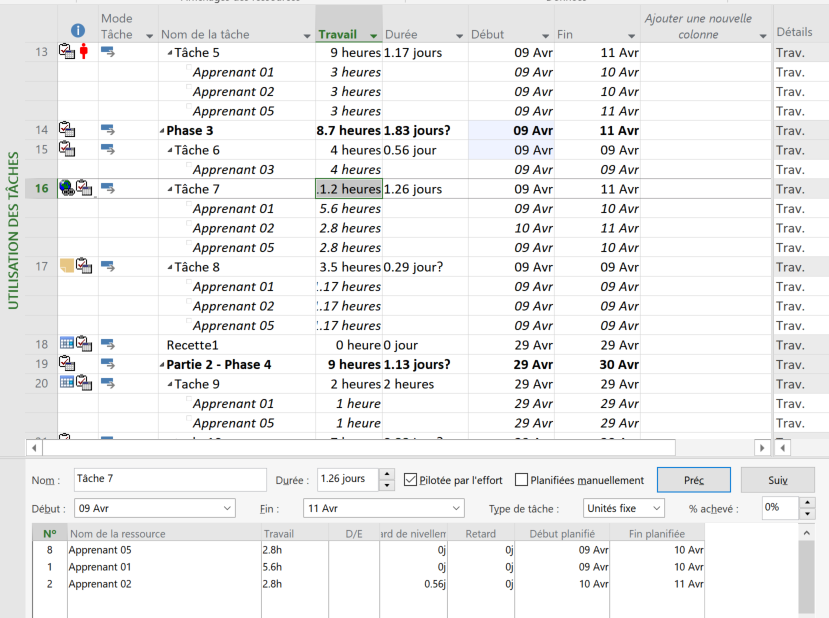 Mode
Tâche
Nom de la tâche
Travail
Durée
Début
Fin
Ajouter une nouvelle
colonne
Détails
UTILISATION DES TÂCHES
13 Tâche 5 9 heures 1.17 jours 09 Avr 11 Avr Trav.
Apprenant 01 3 heures 09 Avr 10 Avr Trav.
Apprenant 02 3 heures 09 Avr 10 Avr Trav.
Apprenant 05 3 heures 09 Avr 11 Avr Trav.
14 Phase 3 8.7 heures 1.83 jours? 09 Avr 11 Avr Trav.
15 Tâche 6 4 heures 0.56 jour 09 Avr 09 Avr Trav.
Apprenant 03 4 heures 09 Avr 09 Avr Trav.
16 Tâche 7 .1.2 heures 1.26 jours 09 Avr 11 Avr Trav.
Apprenant 01 5.6 heures 09 Avr 10 Avr Trav.
Apprenant 02 2.8 heures 10 Avr 11 Avr Trav.
Apprenant 05 2.8 heures 09 Avr 10 Avr Trav.
17 Tâche 8 3.5 heures 0.29 jour? 09 Avr 09 Avr Trav.
Apprenant 01 .17 heures 09 Avr 09 Avr Trav.
Apprenant 02 .17 heures 09 Avr 09 Avr Trav.
Apprenant 05 .17 heures 09 Avr 09 Avr Trav.
18 Recette1 0 heure 0 jour 29 Avr 29 Avr Trav.
19 Partie 2 - Phase 4 9 heures 1.13 jours? 29 Avr 30 Avr Trav.
20 Tache 9 2 heures 2 heures 29 Avr 29 Avr Trav.
Apprenant 01 1 heure 29 Avr 29 Avr Trav.
Apprenant 05 1 heure 29 Avr 29 Avr Trav.
Nom : Tâche 7 Durée : 1.26 jours Pilotée par l'effort Planifiées manuellement Préc Suiv
Début : 09 Avr Fin : 11 Avr Type de tâche : Unités fixe % achevé : 0%
N° Nom de la ressource Travail D/E ard de nivellem Retard Début planifié Fin planifiée
8 Apprenant 05 2.8h 0j 0j 09 Avr 10 Avr
1 Apprenant 01 5.6h 0j 0j 09 Avr 10 Avr
2 Apprenant 02 2.8h 0.56j 0j 10 Avr 11 Avr